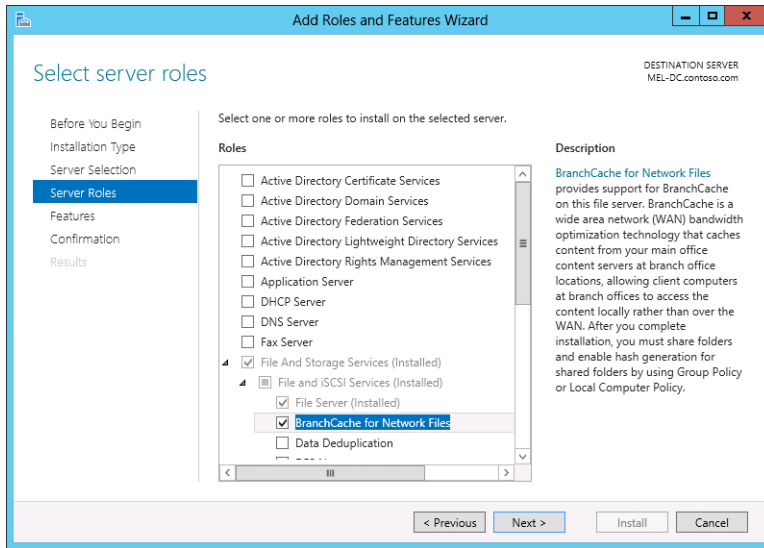 Add Roles and Features Wizard
Select server roles
DESTINATION SERVER
MEL-DC.contoso.com
Before You Begin
Installation Type
Server Selection
Server Roles
Features
Confirmation
Results
Select one or more roles to install on the selected server.
Roles
Active Directory Certificate Services
Active Directory Domain Services
Active Directory Federation Services
Active Directory Lightweight Directory Services
Active Directory Rights Management Services
Application Server
DHCP Server
DNS Server
Fax Server
File And Storage Services (Installed)
File and iSCSI Services (Installed)
File Server (Installed)
BranchCache for Network Files
Data Deduplication
Description
BranchCache for Network Files
provides support for BranchCache
on this file server. BranchCache is a
wide area network (WAN) bandwidth
optimization technology that caches
content from your main office
content servers at branch office
locations, allowing client computers
at branch offices to access the
content locally rather than over the
WAN. After you complete
installation, you must share folders
and enable hash generation for
shared folders by using Group Policy
or Local Computer Policy.
< Previous
Next >
Install
Cancel